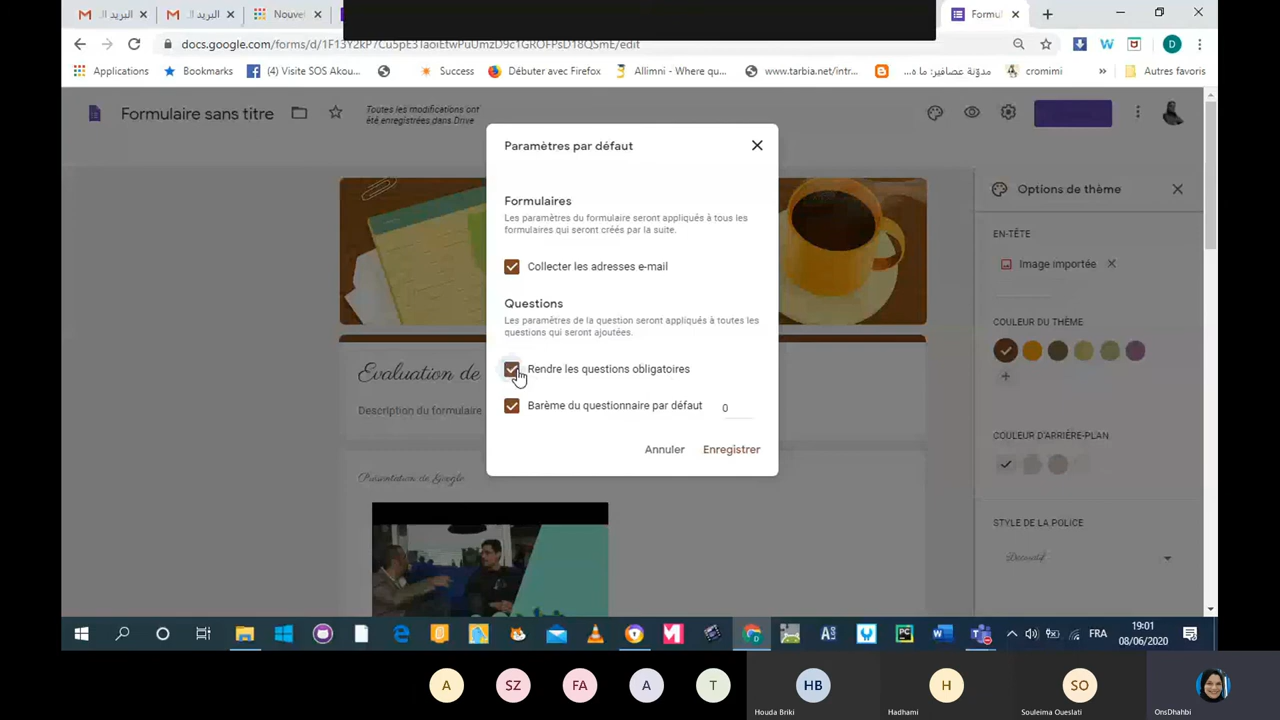 البريد ال
البريد ال
Nouve
Formul
docs.google.com/forms/d/
/edit
Applications
Bookmarks
(4) Visite SOS Akou...
Success
Débuter avec Firefox
Allimni - Where qu...
www.tarbia.net/intr...
مدوّنة عصافير: ما ه...
cromimi
»
Autres favoris
D
Formulaire sans titre
Toutes les modifications ont
été enregistrées dans Drive
Paramètres par défaut
Formulaires
Les paramètres du formulaire seront appliqués à tous les
formulaires qui seront créés par la suite.
Collecter les adresses e-mail
Questions
Les paramètres de la question seront appliqués à toutes les
questions qui seront ajoutées.
Rendre les questions obligatoires
Barème du questionnaire par défaut
0
Annuler
Enregistrer
Evaluation de
Description du formulaire
Présentation de Google
Options de thème
EN-TÊTE
Image importée
COULEUR DU THÈME
COULEUR D'ARRIÈRE-PLAN
STYLE DE LA POLICE
Décoratif
FRA
19:01
08/06/2020
A
SZ
FA
A
T
HB
H
SO
Houda Briki
Hadhami
Souleima Oueslati
OnsDhahbi